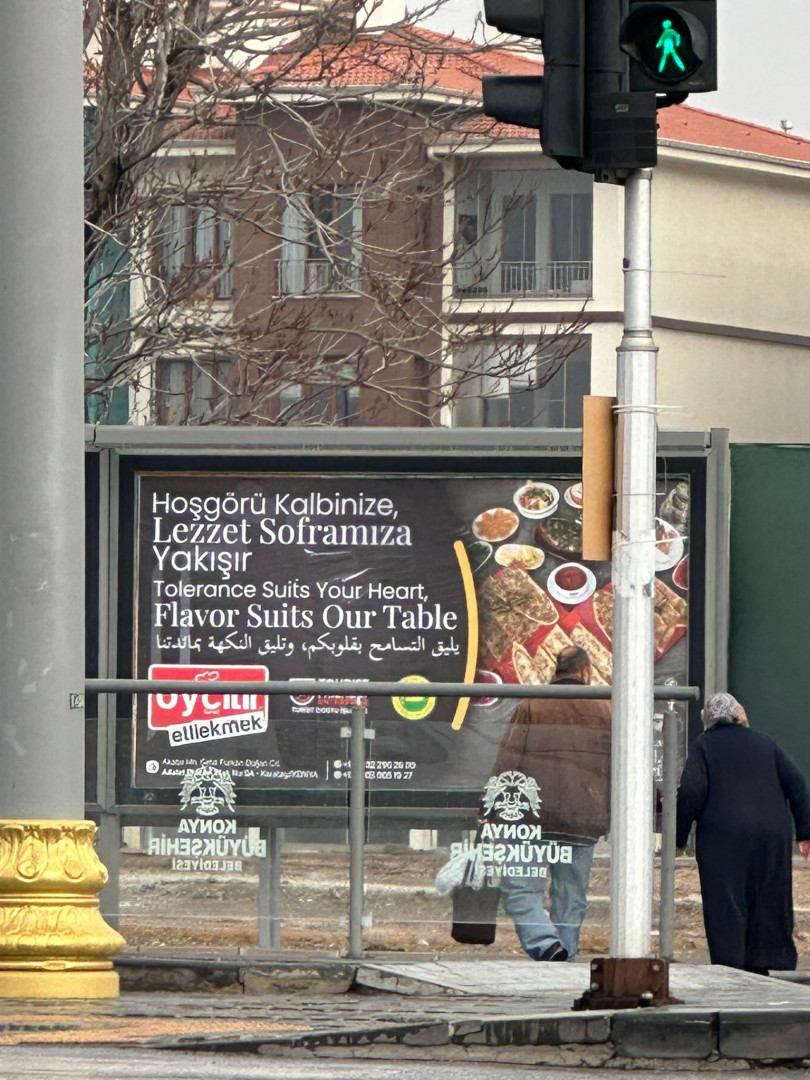 Hoşgörü Kalbinize,
Lezzet Soframıza
Yakışır
Tolerance Suits Your Heart,
Flavor Suits Our Table
يليق التسامح بقلوبكم، وتليق النكهة بمائدتنا
etliekmek
KONYA
BÜYÜKŞEHİR
BELEDİYESİ
KONYA
BÜYÜKŞEHİR
BELEDİYESİ